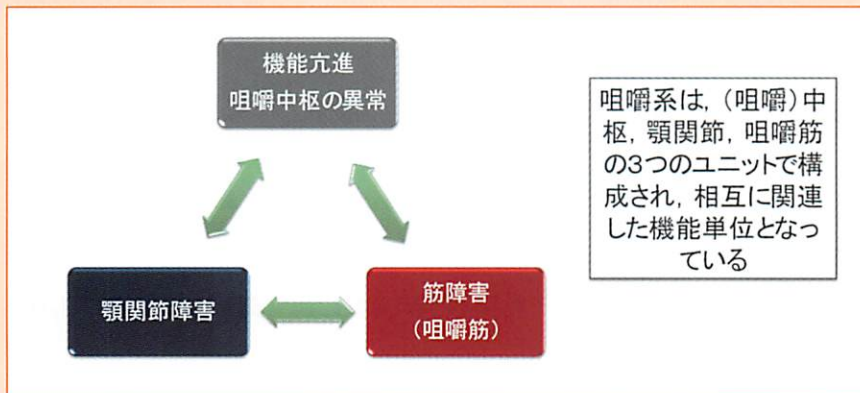 機能亢進
咀嚼中枢の異常
咀嚼系は,（咀嚼）中
枢, 顎関節, 咀嚼筋
の3つのユニットで構
成され, 相互に関連
した機能単位となっ
ている
顎関節障害
筋障害
（咀嚼筋）